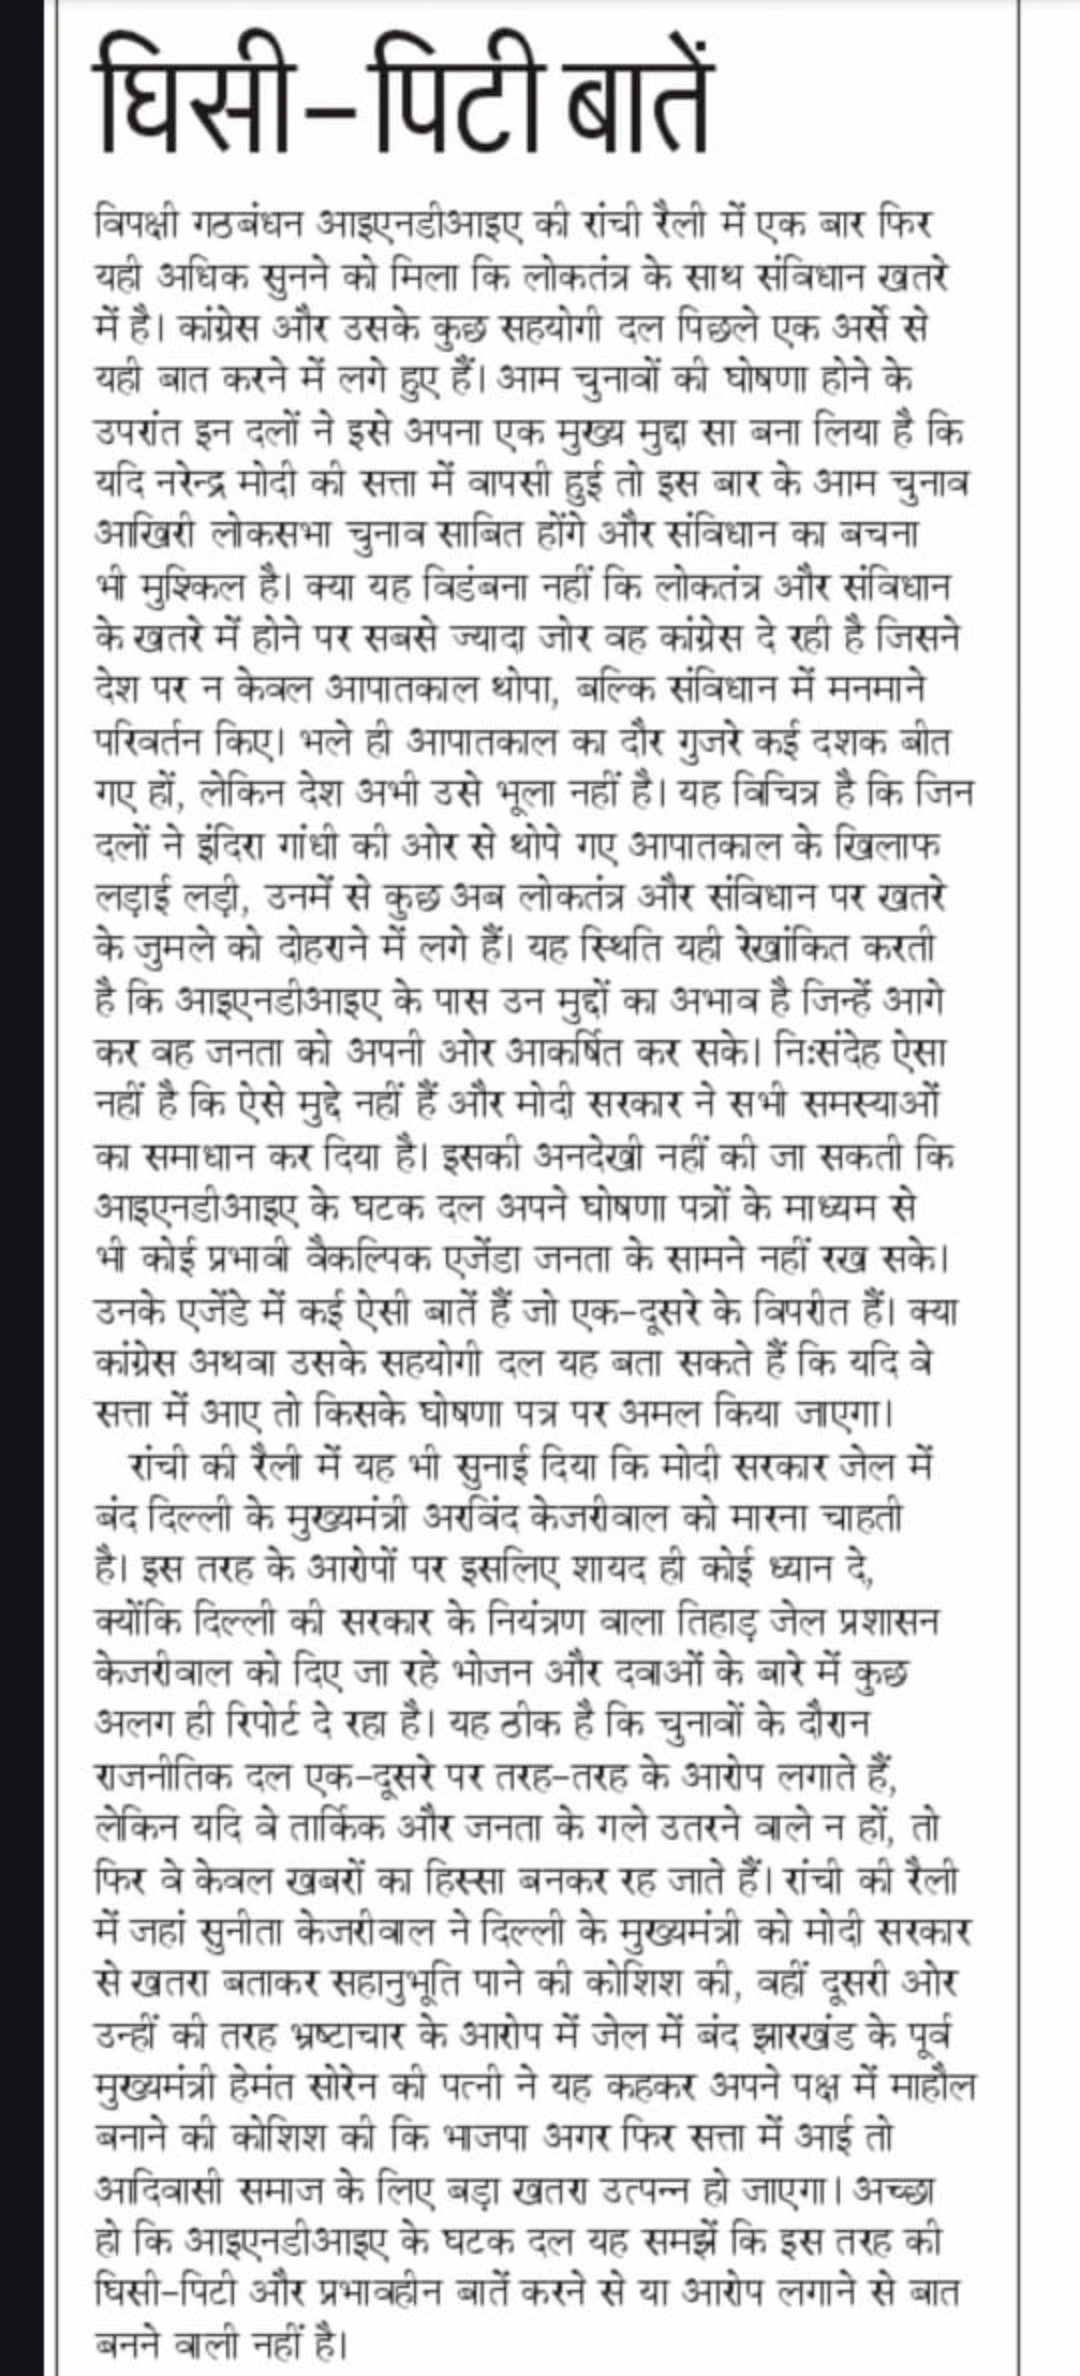 घिसी-पिटी बातें
विपक्षी गठबंधन आइएनडीआइए की रांची रैली में एक बार फिर
यही अधिक सुनने को मिला कि लोकतंत्र के साथ संविधान खतरे
में है। कांग्रेस और उसके कुछ सहयोगी दल पिछले एक अर्से से
यही बात करने में लगे हुए हैं। आम चुनावों की घोषणा होने के
उपरांत इन दलों ने इसे अपना एक मुख्य मुद्दा सा बना लिया है कि
यदि नरेन्द्र मोदी की सत्ता में वापसी हुई तो इस बार के आम चुनाव
आखिरी लोकसभा चुनाव साबित होंगे और संविधान का बचना
भी मुश्किल है। क्या यह विडंबना नहीं कि लोकतंत्र और संविधान
के खतरे में होने पर सबसे ज्यादा जोर वह कांग्रेस दे रही है जिसने
देश पर न केवल आपातकाल थोपा, बल्कि संविधान में मनमाने
परिवर्तन किए। भले ही आपातकाल का दौर गुजरे कई दशक बीत
गए हों, लेकिन देश अभी उसे भूला नहीं है। यह विचित्र है कि जिन
दलों ने इंदिरा गांधी की ओर से थोपे गए आपातकाल के खिलाफ
लड़ाई लड़ी, उनमें से कुछ अब लोकतंत्र और संविधान पर खतरे
के जुमले को दोहराने में लगे हैं। यह स्थिति यही रेखांकित करती
है कि आइएनडीआइए के पास उन मुद्दों का अभाव है जिन्हें आगे
कर वह जनता को अपनी ओर आकर्षित कर सके। निःसंदेह ऐसा
नहीं है कि ऐसे मुद्दे नहीं हैं और मोदी सरकार ने सभी समस्याओं
का समाधान कर दिया है। इसकी अनदेखी नहीं की जा सकती कि
आइएनडीआइए के घटक दल अपने घोषणा पत्रों के माध्यम से
भी कोई प्रभावी वैकल्पिक एजेंडा जनता के सामने नहीं रख सके।
उनके एजेंडे में कई ऐसी बातें हैं जो एक-दूसरे के विपरीत हैं। क्या
कांग्रेस अथवा उसके सहयोगी दल यह बता सकते हैं कि यदि वे
सत्ता में आए तो किसके घोषणा पत्र पर अमल किया जाएगा।
रांची की रैली में यह भी सुनाई दिया कि मोदी सरकार जेल में
बंद दिल्ली के मुख्यमंत्री अरविंद केजरीवाल को मारना चाहती
है। इस तरह के आरोपों पर इसलिए शायद ही कोई ध्यान दे,
क्योंकि दिल्ली की सरकार के नियंत्रण वाला तिहाड़ जेल प्रशासन
केजरीवाल को दिए जा रहे भोजन और दवाओं के बारे में कुछ
अलग ही रिपोर्ट दे रहा है। यह ठीक है कि चुनावों के दौरान
राजनीतिक दल एक-दूसरे पर तरह-तरह के आरोप लगाते हैं,
लेकिन यदि वे तार्किक और जनता के गले उतरने वाले न हों, तो
फिर वे केवल खबरों का हिस्सा बनकर रह जाते हैं। रांची की रैली
में जहां सुनीता केजरीवाल ने दिल्ली के मुख्यमंत्री को मोदी सरकार
से खतरा बताकर सहानुभूति पाने की कोशिश की, वहीं दूसरी ओर
उन्हीं की तरह भ्रष्टाचार के आरोप में जेल में बंद झारखंड के पूर्व
मुख्यमंत्री हेमंत सोरेन की पत्नी ने यह कहकर अपने पक्ष में माहौल
बनाने की कोशिश की कि भाजपा अगर फिर सत्ता में आई तो
आदिवासी समाज के लिए बड़ा खतरा उत्पन्न हो जाएगा। अच्छा
हो कि आइएनडीआइए के घटक दल यह समझें कि इस तरह की
घिसी-पिटी और प्रभावहीन बातें करने से या आरोप लगाने से बात
बनने वाली नहीं है।